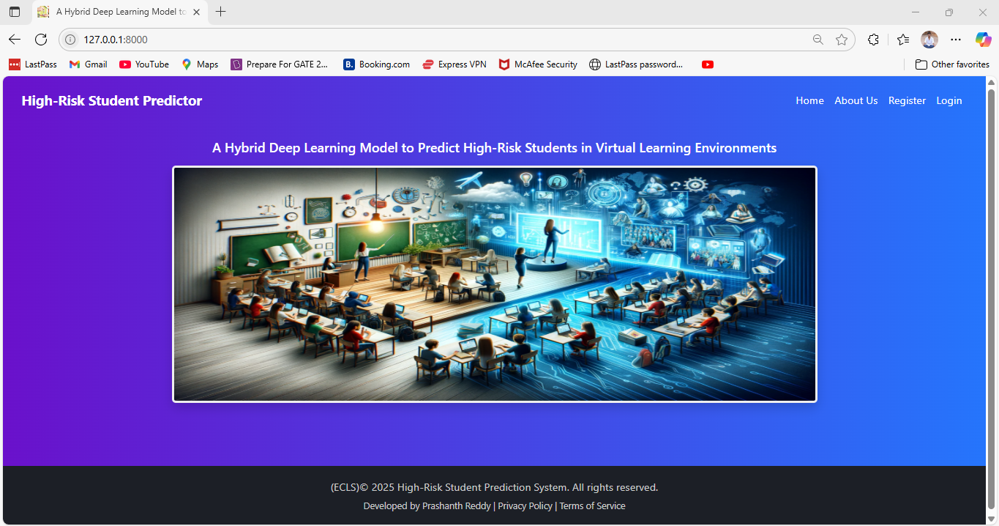 A Hybrid Deep Learning Model to
127.0.0.1:8000
LastPass Gmail YouTube Maps Prepare For GATE 2... B. Booking.com Express VPN McAfee Security LastPass password... Other favorites
High-Risk Student Predictor Home About Us Register Login
A Hybrid Deep Learning Model to Predict High-Risk Students in Virtual Learning Environments
(ECLS)© 2025 High-Risk Student Prediction System. All rights reserved.
Developed by Prashanth Reddy | Privacy Policy | Terms of Service